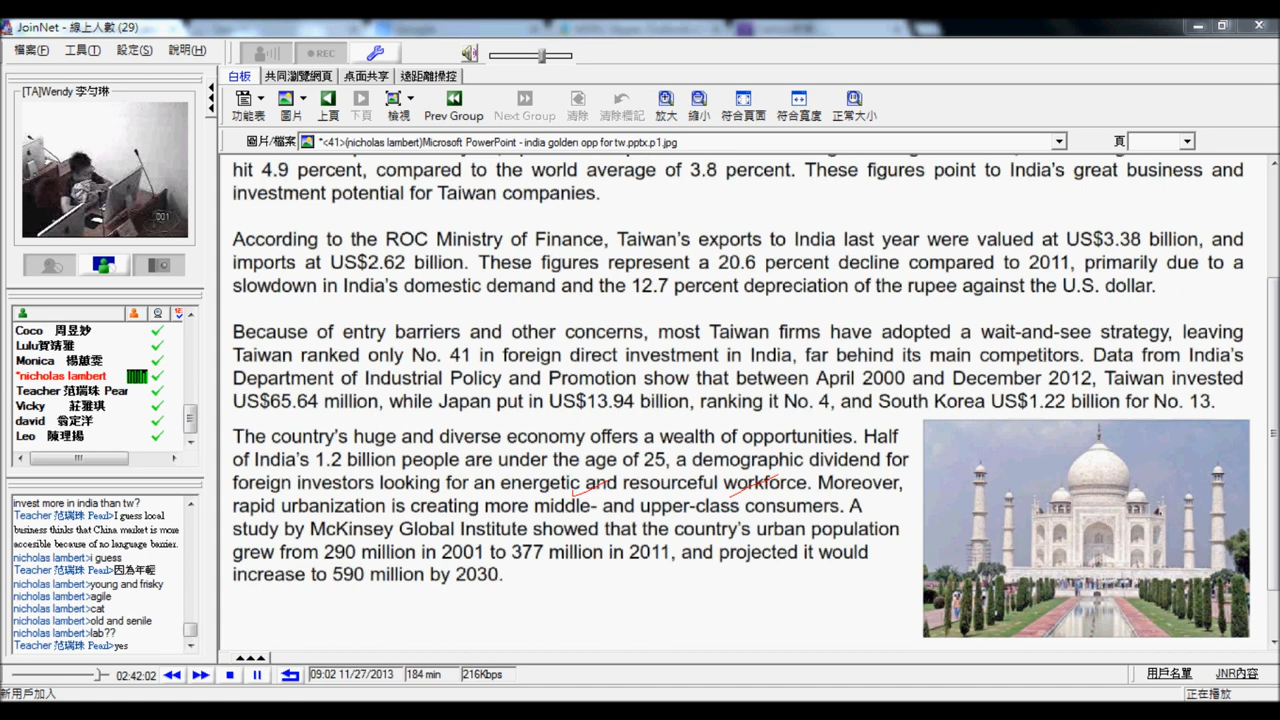 JoinNet - 線上人數 (29)
檔案(F) 工具(T) 設定(S) 說明(H)
REC
[TA]Wendy 李勻琳
001
白板 共同瀏覽網頁 桌面共享 遠距離操控
功能表 圖片 上頁 下頁 檢視 Prev Group Next Group 清除 清除標記 放大 縮小 符合頁面 符合寬度 正常大小
圖片/檔案 *<41>(nicholas lambert)Microsoft PowerPoint - india golden opp for tw.pptx.p1.jpg 頁
hit 4.9 percent, compared to the world average of 3.8 percent. These figures point to India's great business and
investment potential for Taiwan companies.
According to the ROC Ministry of Finance, Taiwan's exports to India last year were valued at US$3.38 billion, and
imports at US$2.62 billion. These figures represent a 20.6 percent decline compared to 2011, primarily due to a
slowdown in India's domestic demand and the 12.7 percent depreciation of the rupee against the U.S. dollar.
Because of entry barriers and other concerns, most Taiwan firms have adopted a wait-and-see strategy, leaving
Taiwan ranked only No. 41 in foreign direct investment in India, far behind its main competitors. Data from India's
Department of Industrial Policy and Promotion show that between April 2000 and December 2012, Taiwan invested
US$65.64 million, while Japan put in US$13.94 billion, ranking it No. 4, and South Korea US$1.22 billion for No. 13.
The country's huge and diverse economy offers a wealth of opportunities. Half
of India's 1.2 billion people are under the age of 25, a demographic dividend for
foreign investors looking for an energetic and resourceful workforce. Moreover,
rapid urbanization is creating more middle- and upper-class consumers. A
study by McKinsey Global Institute showed that the country's urban population
grew from 290 million in 2001 to 377 million in 2011, and projected it would
increase to 590 million by 2030.
Coco 周昱妙
Lulu賀婧雅
Monica 楊蕙雯
*nicholas lambert
Teacher 范瑞珠 Pear
Vicky 莊雅琪
david 翁定洋
Leo 陳理揚
invest more in india than tw?
Teacher 范瑞珠 Pearl>I guess local
business thinks that China market is more
accesible because of no language barrier.
nicholas lambert>i guess
Teacher 范瑞珠 Pearl>因為年輕
nicholas lambert>young and frisky
nicholas lambert>agile
nicholas lambert>cat
nicholas lambert>old and senile
nicholas lambert>lab??
Teacher 范瑞珠 Pearl>yes
02:42:02 09:02 11/27/2013 184 min 216Kbps 用戶名單 JNR內容
新用戶加入 正在播放